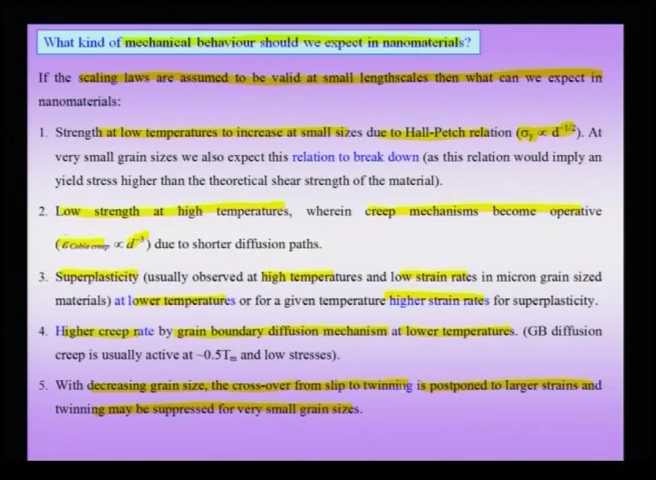 What kind of mechanical behaviour should we expect in nanomaterials?
If the scaling laws are assumed to be valid at small lengthscales then what can we expect in
nanomaterials:
1. Strength at low temperatures to increase at small sizes due to Hall-Petch relation (σy ∝ d^-1/2). At
very small grain sizes we also expect this relation to break down (as this relation would imply an
yield stress higher than the theoretical shear strength of the material).
2. Low strength at high temperatures, wherein creep mechanisms become operative
(ε̇Coble creep ∝ d^-3) due to shorter diffusion paths.
3. Superplasticity (usually observed at high temperatures and low strain rates in micron grain sized
materials) at lower temperatures or for a given temperature higher strain rates for superplasticity.
4. Higher creep rate by grain boundary diffusion mechanism at lower temperatures. (GB diffusion
creep is usually active at ~0.5Tm and low stresses).
5. With decreasing grain size, the cross-over from slip to twinning is postponed to larger strains and
twinning may be suppressed for very small grain sizes.